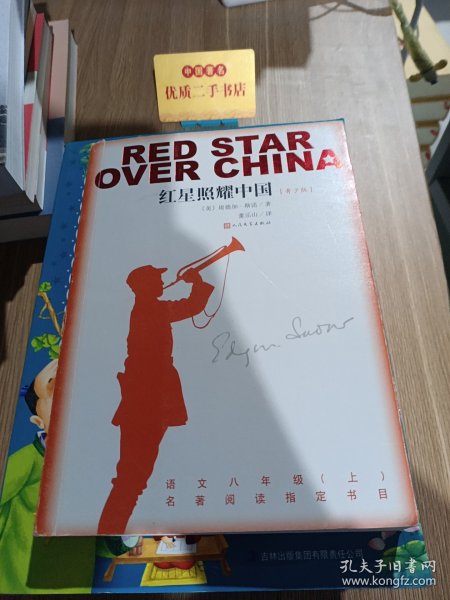 中国著名
优质二手书店
RED STAR
OVER CHINA
红星照耀中国
[青少版]
(美)埃德加·斯诺/著
董乐山/译
人民文学出版社
Edgar Snow
语文八年级(上)
名著阅读指定书目
吉林出版集团有限责任公司
孔夫子旧书网
www.kongfz.com